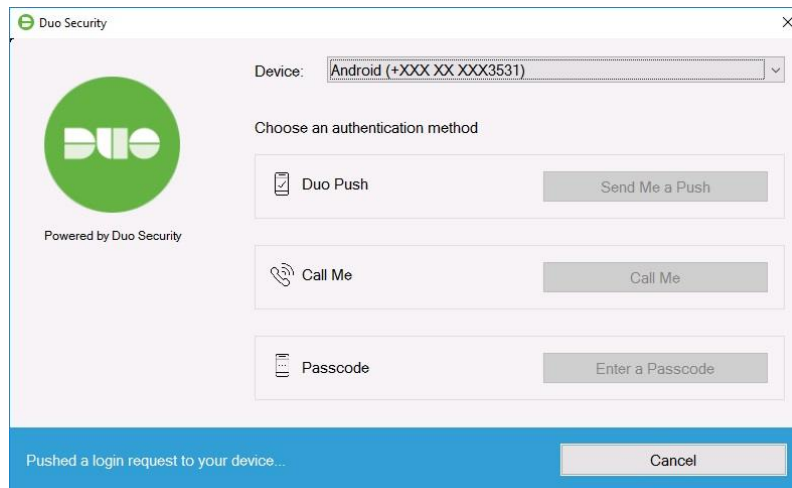 Duo Security
Device: Android (+XXX XX XXX3531)
DUO
Powered by Duo Security
Choose an authentication method
Duo Push Send Me a Push
Call Me Call Me
Passcode Enter a Passcode
Pushed a login request to your device... Cancel